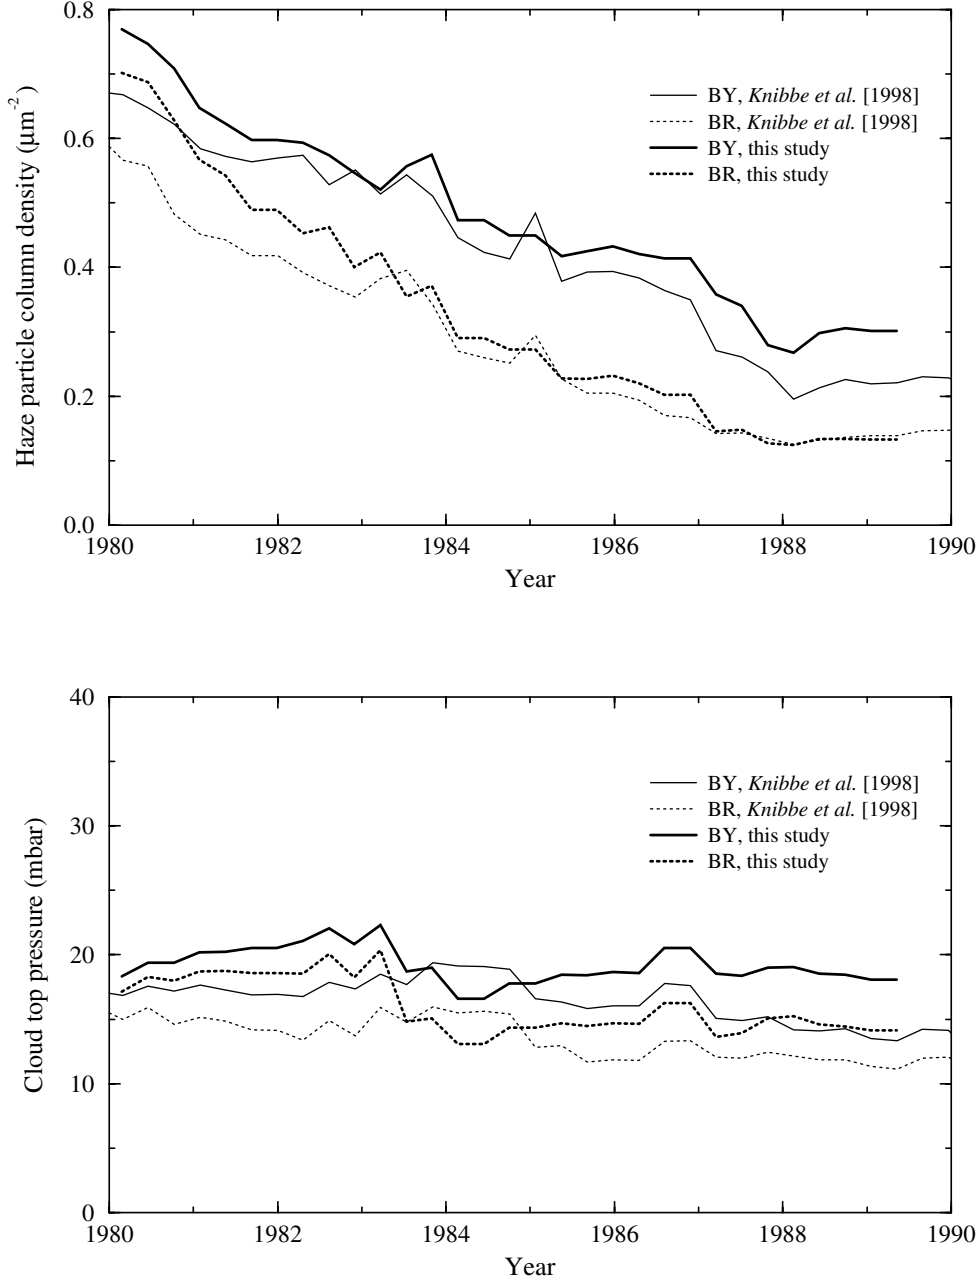 0.8
0.6
0.4
0.2
0.0
Haze particle column density (µm⁻²)
BY, Knibbe et al. [1998]
BR, Knibbe et al. [1998]
BY, this study
BR, this study
1980 1982 1984 1986 1988 1990
Year
40
30
20
10
0
Cloud top pressure (mbar)
BY, Knibbe et al. [1998]
BR, Knibbe et al. [1998]
BY, this study
BR, this study
1980 1982 1984 1986 1988 1990
Year